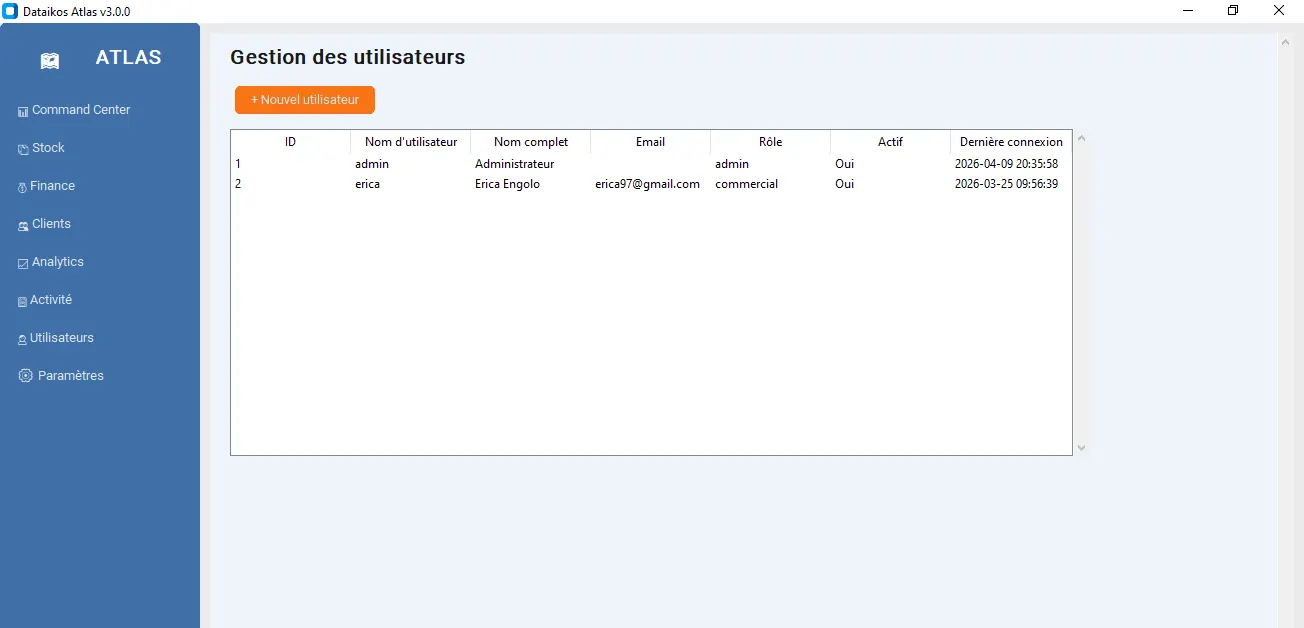 Dataikos Atlas v3.0.0
ATLAS
Command Center
Stock
Finance
Clients
Analytics
Activité
Utilisateurs
Paramètres
Gestion des utilisateurs
+ Nouvel utilisateur
ID Nom d'utilisateur Nom complet Email Rôle Actif Dernière connexion
1 admin Administrateur admin Oui 2026-04-09 20:35:58
2 erica Erica Engolo erica97@gmail.com commercial Oui 2026-03-25 09:56:39